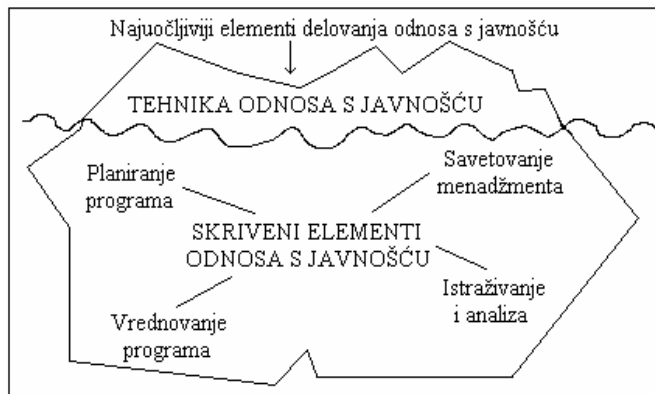 Najuočljiviji elementi delovanja odnosa s javnošću
TEHNIKA ODNOSA S JAVNOŠĆU
Planiranje
programa
Savetovanje
menadžmenta
SKRIVENI ELEMENTI
ODNOSA S JAVNOŠĆU
Vrednovanje
programa
Istraživanje
i analiza